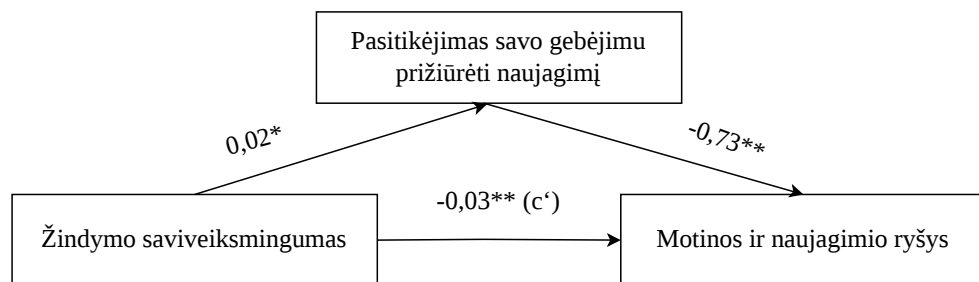 Pasitikėjimas savo gebėjimu
prižiūrėti naujagimį
0,02*
-0,73**
-0,03** (c‘)
Žindymo saviveiksmingumas
Motinos ir naujagimio ryšys